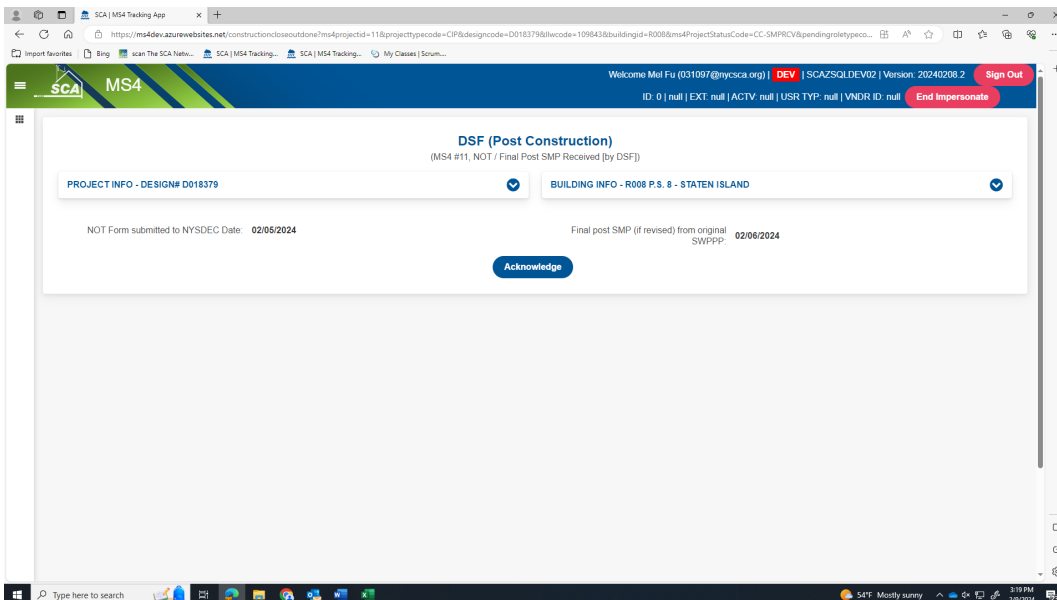 SCA | MS4 Tracking App
https://ms4dev.azurewebsites.net/constructioncloseoutdone?ms4projectid=11&projecttypecode=CIP&designcode=D018379&llwcode=109843&buildingid=R008&ms4ProjectStatusCode=CC-SMPRCV&pendingroletypeco...
Import favorites Bing scan The SCA Netw... SCA | MS4 Tracking... SCA | MS4 Tracking... My Classes | Scrum....
SCA MS4
Welcome Mel Fu (031097@nycsca.org) | DEV | SCAZSQLDEV02 | Version: 20240208.2 Sign Out
ID: 0 | null | EXT: null | ACTV: null | USR TYP: null | VNDR ID: null End Impersonate
DSF (Post Construction)
(MS4 #11, NOT / Final Post SMP Received [by DSF])
PROJECT INFO - DESIGN# D018379
BUILDING INFO - R008 P.S. 8 - STATEN ISLAND
NOT Form submitted to NYSDEC Date: 02/05/2024
Final post SMP (if revised) from original
SWPPP: 02/06/2024
Acknowledge
Type here to search
54°F Mostly sunny
3:19 PM